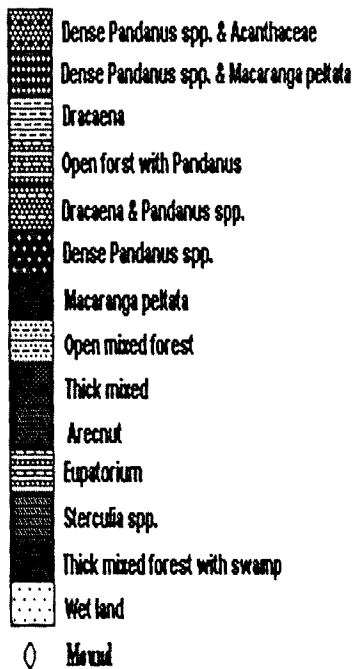 Dense Pandanus spp. & Acanthaceae
Dense Pandanus spp. & Macaranga peltata
Dracaena
Open forst with Pandanus
Dracaena & Pandanus spp.
Dense Pandanus spp.
Macaranga peltata
Open mixed forest
Thick mixed
Arecnut
Eupatorium
Sterculia spp.
Thick mixed forest with swamp
Wet land
Mound